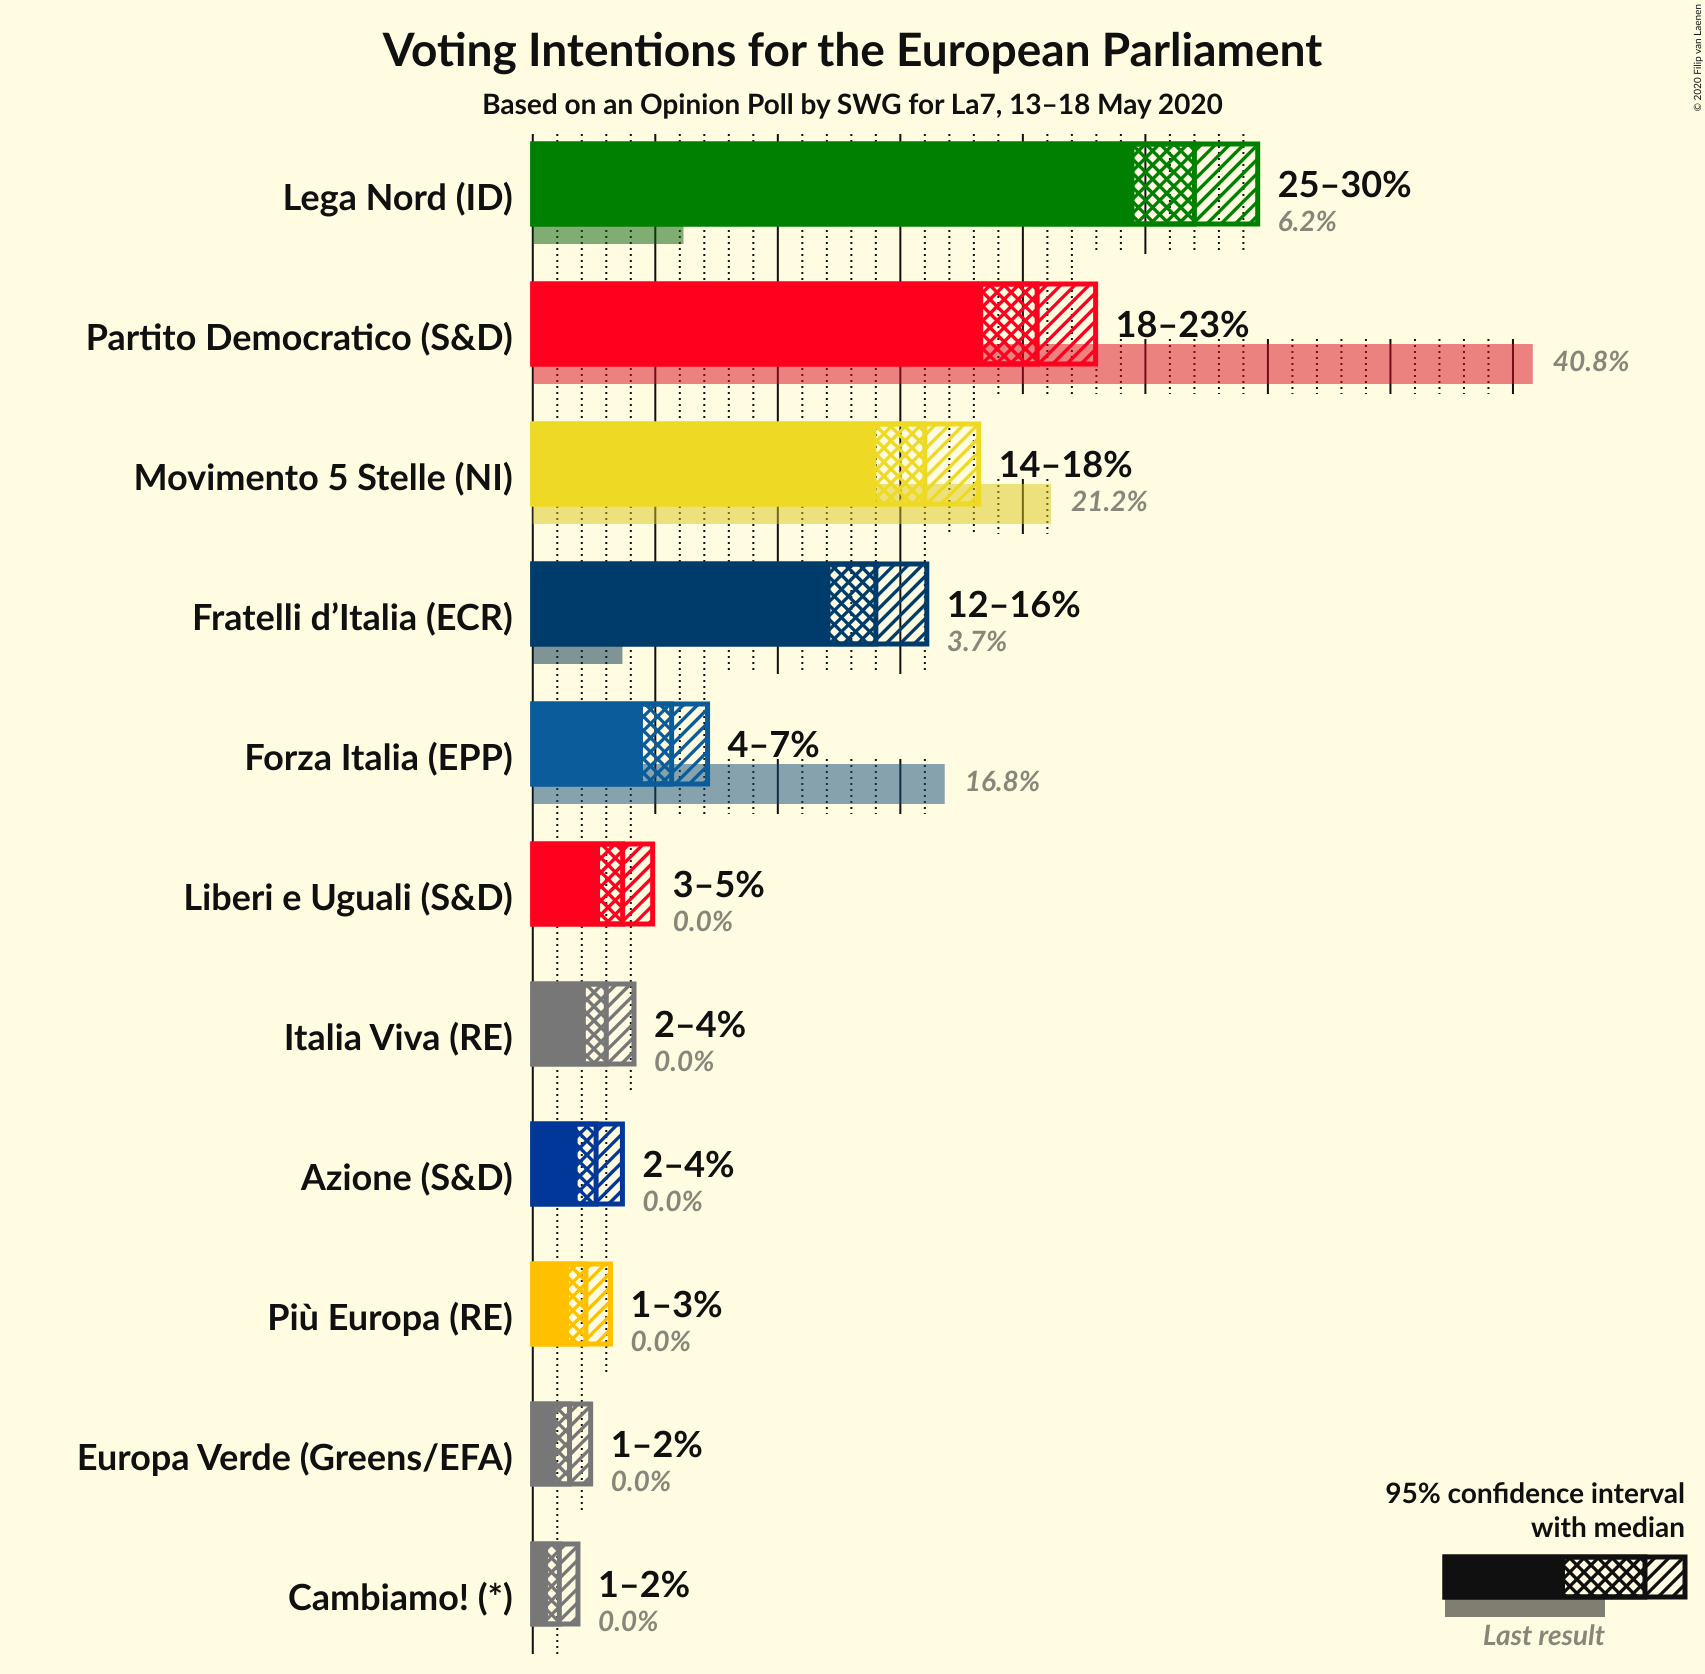 Voting Intentions for the European Parliament
Based on an Opinion Poll by SWG for La7, 13–18 May 2020
© 2020 Filip van Laenen
Lega Nord (ID)
25–30%
6.2%
Partito Democratico (S&D)
18–23%
40.8%
Movimento 5 Stelle (NI)
14–18%
21.2%
Fratelli d’Italia (ECR)
12–16%
3.7%
Forza Italia (EPP)
4–7%
16.8%
Liberi e Uguali (S&D)
3–5%
0.0%
Italia Viva (RE)
2–4%
0.0%
Azione (S&D)
2–4%
0.0%
Più Europa (RE)
1–3%
0.0%
Europa Verde (Greens/EFA)
1–2%
0.0%
Cambiamo! (*)
1–2%
0.0%
95% confidence interval
with median
Last result